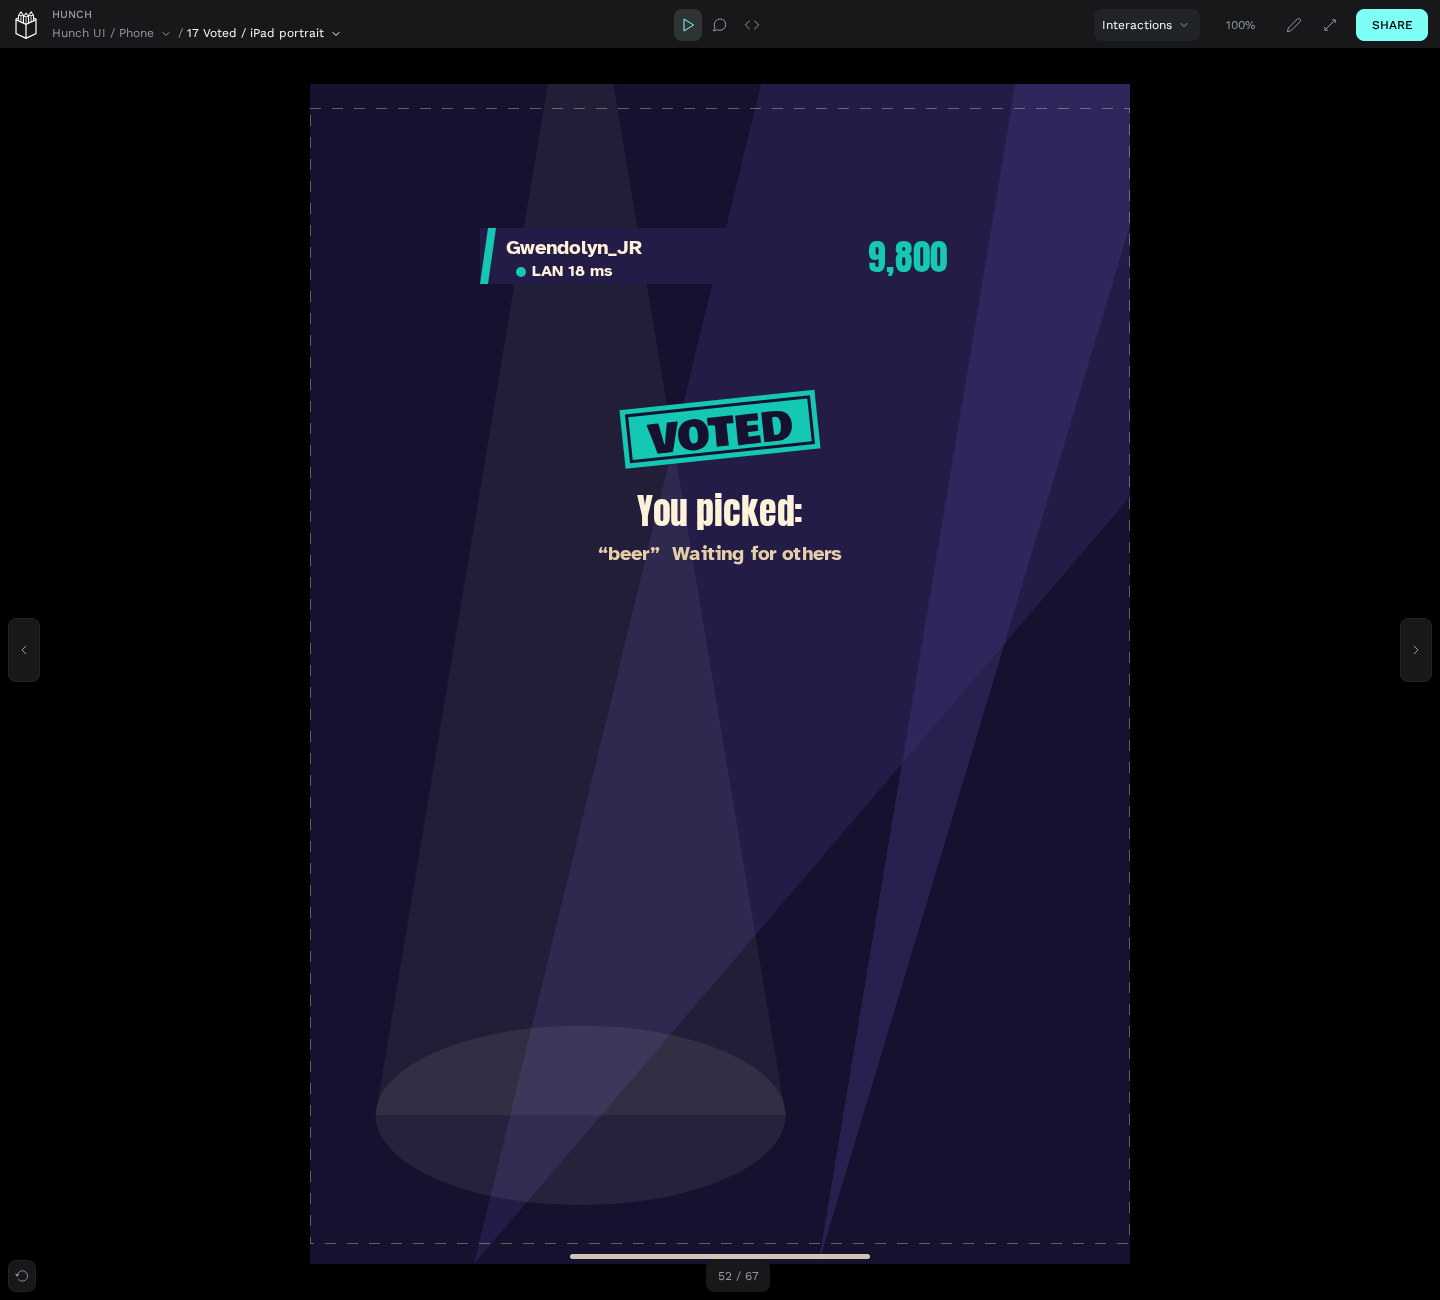 HUNCH
Hunch UI / Phone / 17 Voted / iPad portrait
Interactions
100%
SHARE
Gwendolyn_JR
LAN 18 ms
9,800
VOTED
You picked:
“beer” Waiting for others
52 / 67